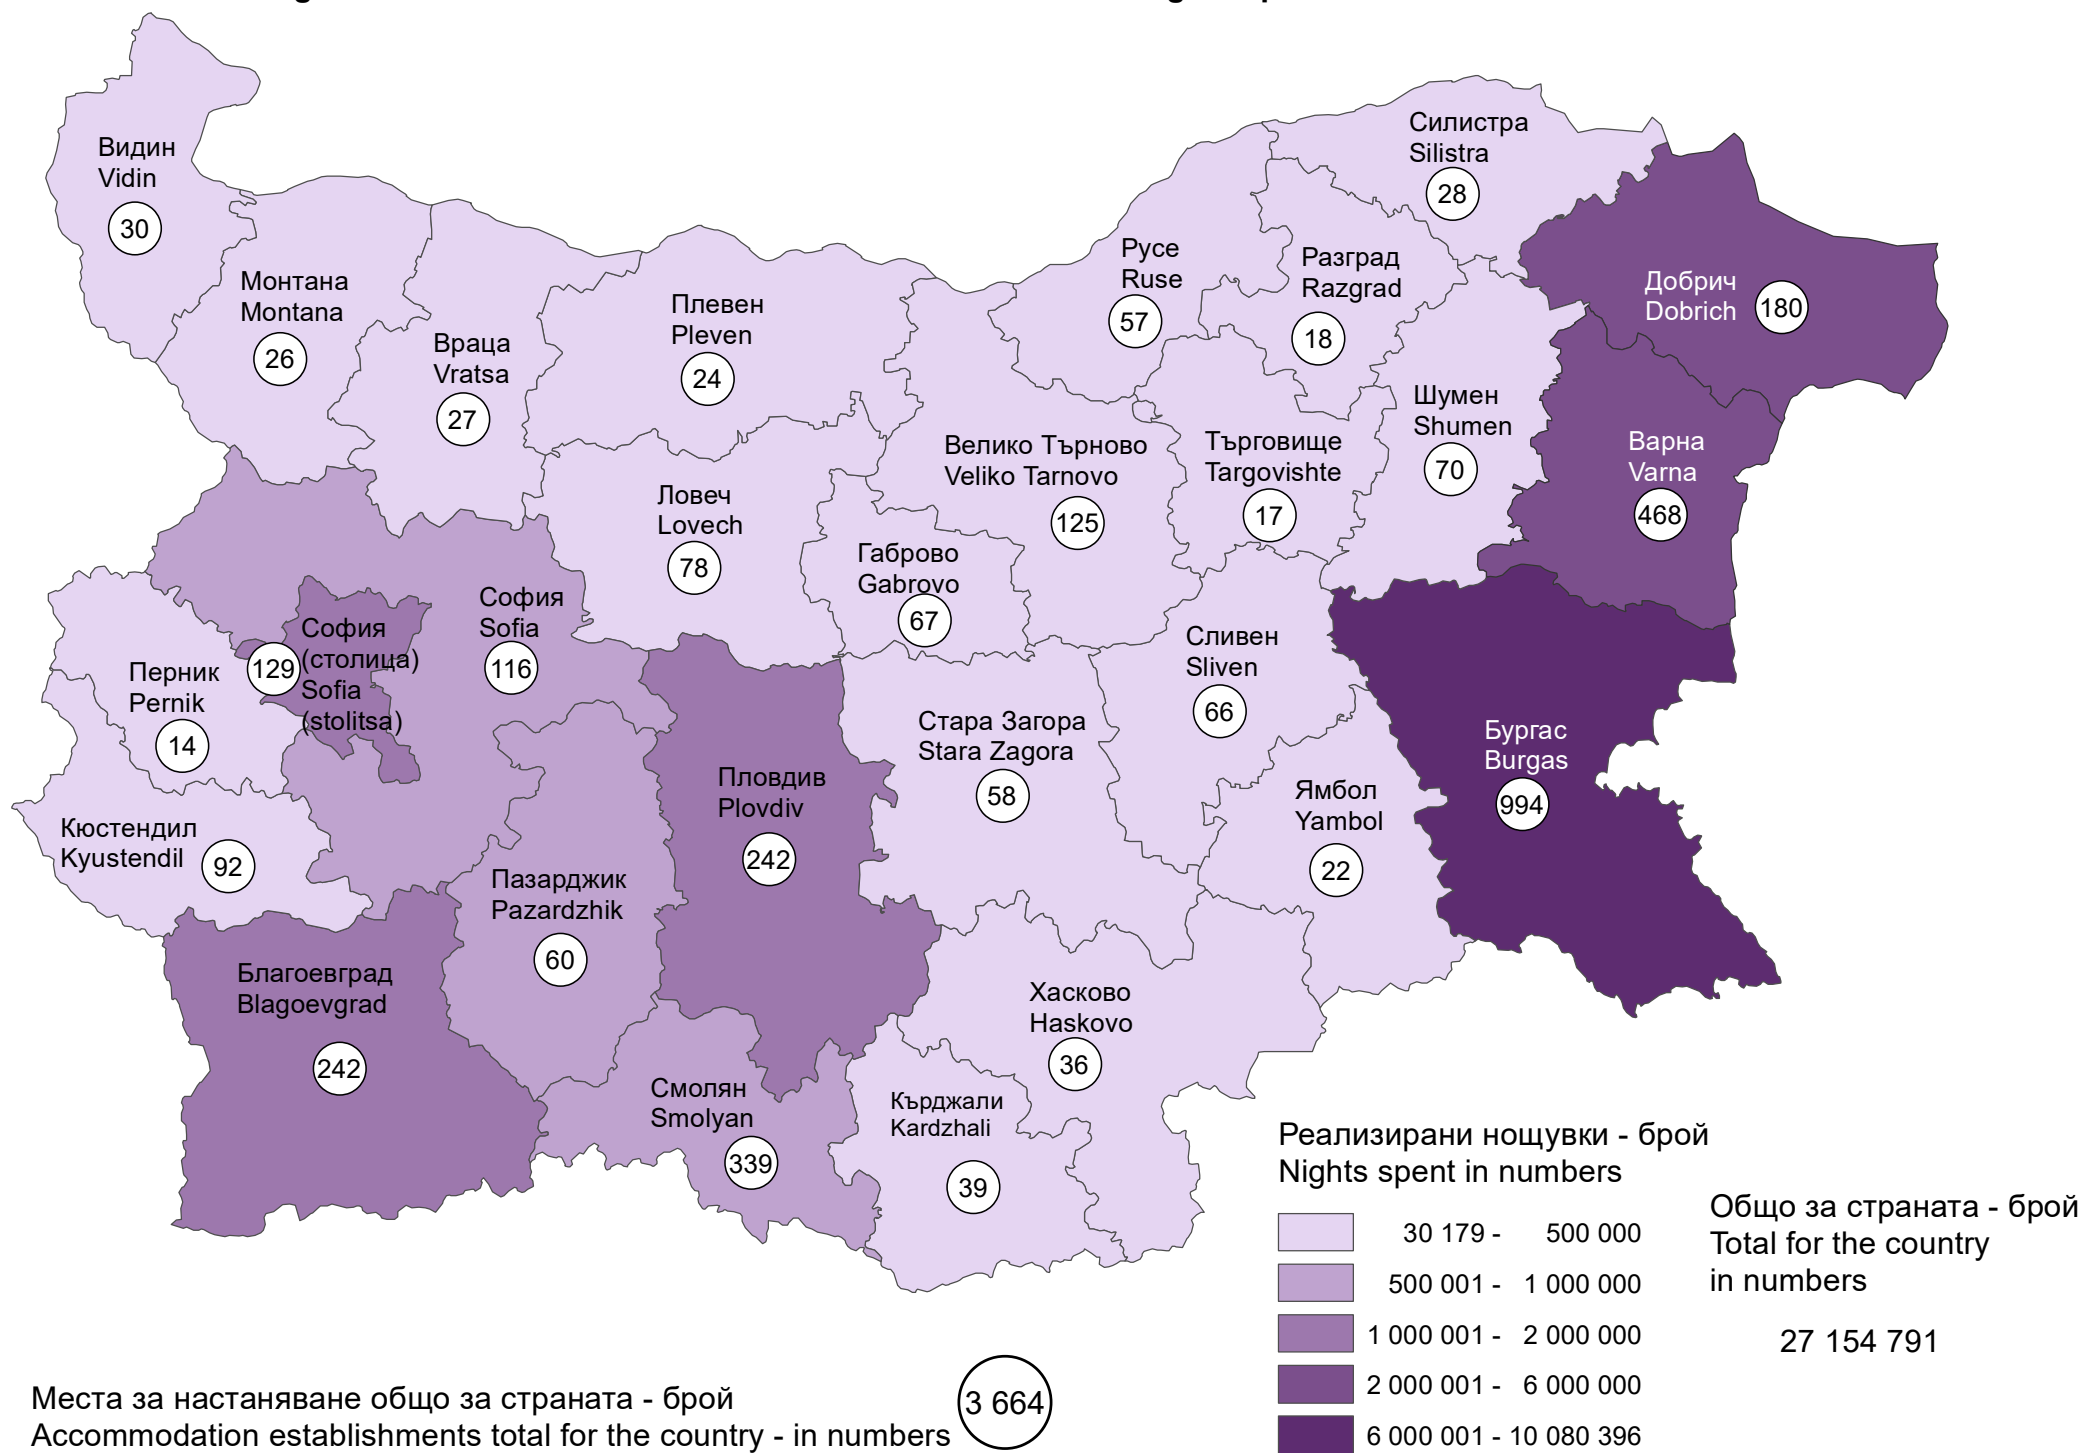 Видин
Vidin
30
Монтана
Montana
26
Враца
Vratsa
27
Плевен
Pleven
24
Ловеч
Lovech
78
Габрово
Gabrovo
67
Велико Търново
Veliko Tarnovo
125
Русе
Ruse
57
Силистра
Silistra
28
Разград
Razgrad
18
Търговище
Targovishte
17
Шумен
Shumen
70
Добрич
Dobrich
180
Варна
Varna
468
Бургас
Burgas
994
Сливен
Sliven
66
Ямбол
Yambol
22
Стара Загора
Stara Zagora
58
Хасково
Haskovo
36
Кърджали
Kardzhali
39
Смолян
Smolyan
339
Пловдив
Plovdiv
242
Пазарджик
Pazardzhik
60
Благоевград
Blagoevgrad
242
Кюстендил
Kyustendil
92
Перник
Pernik
14
София
(столица)
Sofia
(stolitsa)
129
София
Sofia
116
Реализирани нощувки - брой
Nights spent in numbers
30 179 - 500 000
500 001 - 1 000 000
1 000 001 - 2 000 000
2 000 001 - 6 000 000
6 000 001 - 10 080 396
Общо за страната - брой
Total for the country
in numbers
27 154 791
Места за настаняване общо за страната - брой
Accommodation establishments total for the country - in numbers
3 664